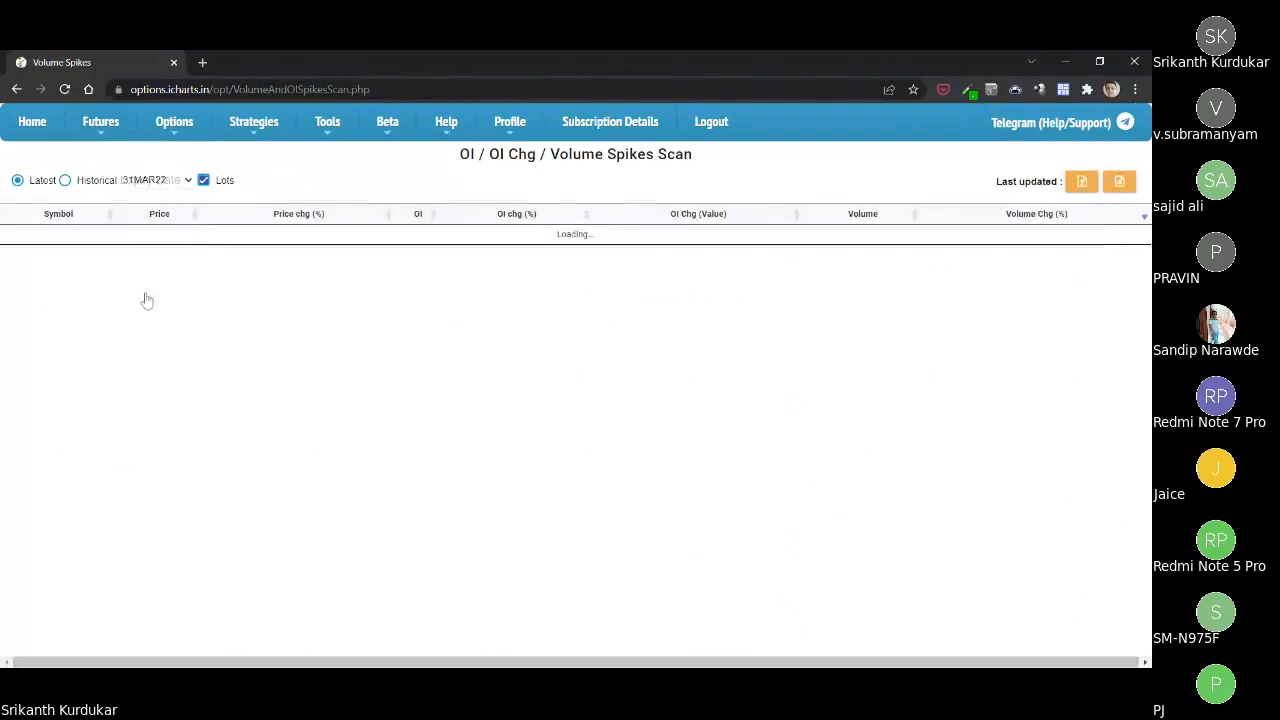 Volume Spikes
options.icharts.in/opt/VolumeAndOISpikesScan.php
Home Futures Options Strategies Tools Beta Help Profile Subscription Details Logout Telegram (Help/Support)
OI / OI Chg / Volume Spikes Scan
Latest Historical 31MAR22 Lots Last updated :
Symbol Price Price chg (%) OI OI chg (%) OI Chg (Value) Volume Volume Chg (%)
Loading...
SK
Srikanth Kurdukar
V
v.subramanyam
SA
sajid ali
P
PRAVIN
Sandip Narawde
RP
Redmi Note 7 Pro
J
Jaice
RP
Redmi Note 5 Pro
S
SM-N975F
P
PJ
Srikanth Kurdukar